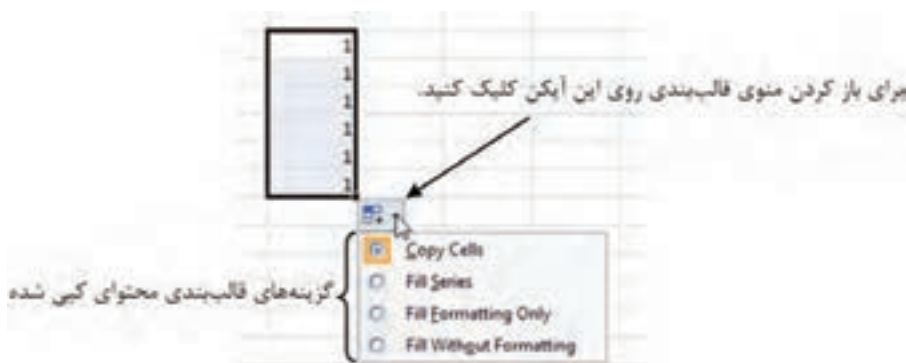 1
1
1
1
1
1
برای باز کردن منوی قالب‌بندی روی این آیکن کلیک کنید.
Copy Cells
Fill Series
Fill Formatting Only
Fill Without Formatting
گزینه‌های قالب‌بندی محتوای کپی شده